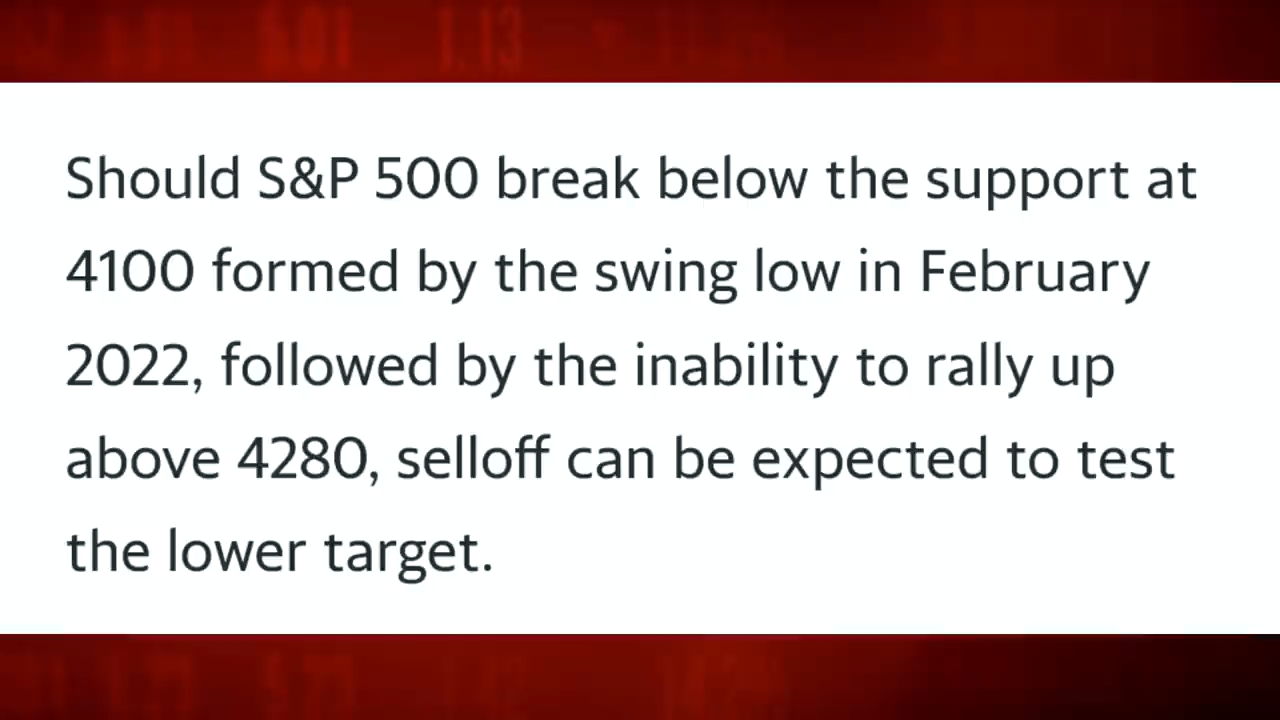 Should S&P 500 break below the support at
4100 formed by the swing low in February
2022, followed by the inability to rally up
above 4280, selloff can be expected to test
the lower target.